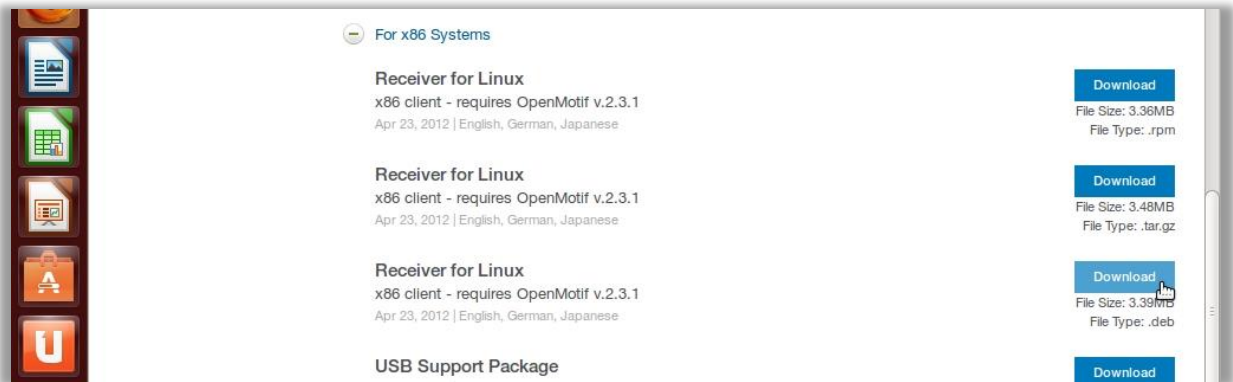 For x86 Systems
Receiver for Linux
x86 client - requires OpenMotif v.2.3.1
Apr 23, 2012 | English, German, Japanese
Download
File Size: 3.36MB
File Type: .rpm
Receiver for Linux
x86 client - requires OpenMotif v.2.3.1
Apr 23, 2012 | English, German, Japanese
Download
File Size: 3.48MB
File Type: .tar.gz
Receiver for Linux
x86 client - requires OpenMotif v.2.3.1
Apr 23, 2012 | English, German, Japanese
Download
File Size: 3.39MB
File Type: .deb
USB Support Package
Download